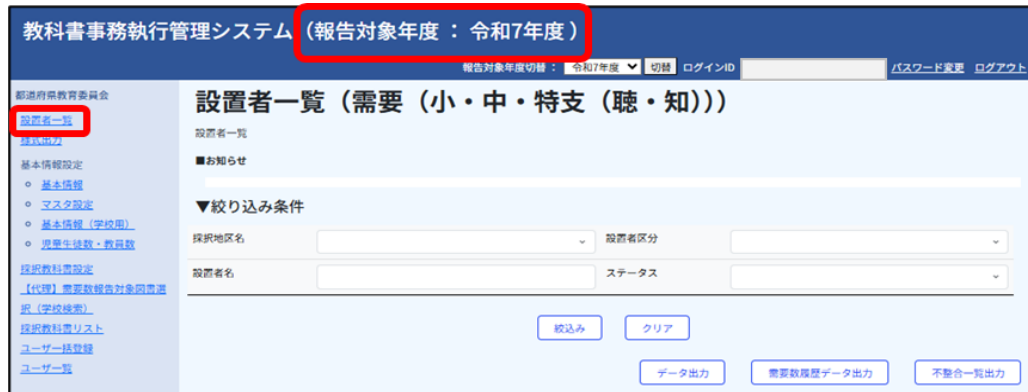 教科書事務執行管理システム（報告対象年度 ： 令和7年度 ）
報告対象年度切替： 令和7年度 切替 ログインID パスワード変更 ログアウト
都道府県教育委員会
設置者一覧
様式出力
基本情報設定
基本情報
マスタ設定
基本情報（学校用）
児童生徒数・教員数
採択教科書設定
【代理】需要数報告対象図書選
択（学校検索）
採択教科書リスト
ユーザ一括登録
ユーザ一覧
設置者一覧（需要（小・中・特支（聴・知）））
設置者一覧
■お知らせ
▼絞り込み条件
採択地区名 設置者区分
設置者名 ステータス
絞込み クリア
データ出力 需要数履歴データ出力 不整合一覧出力